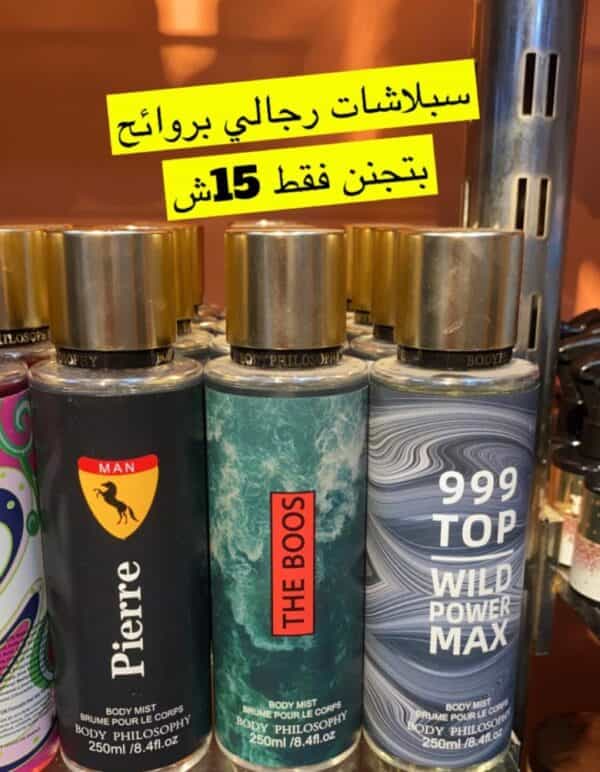 سبلاشات رجالي بروائح
بتجنن فقط 15ش
BODY PHILOSOPHY
MAN
Pierre
BODY MIST
BRUME POUR LE CORPS
BODY PHILOSOPHY
250ml /8.4fl.oz
THE BOOS
BODY MIST
BRUME POUR LE CORPS
BODY PHILOSOPHY
250ml /8.4fl.oz
999
TOP
WILD
POWER
MAX
BODY MIST
BRUME POUR LE CORPS
BODY PHILOSOPHY
250ml /8.4fl.oz